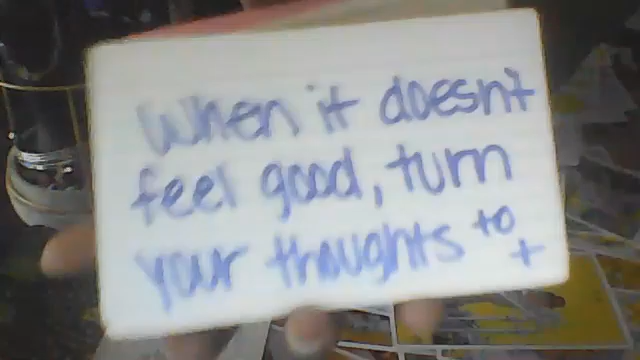 When it doesn't
feel good, turn
your thoughts to +